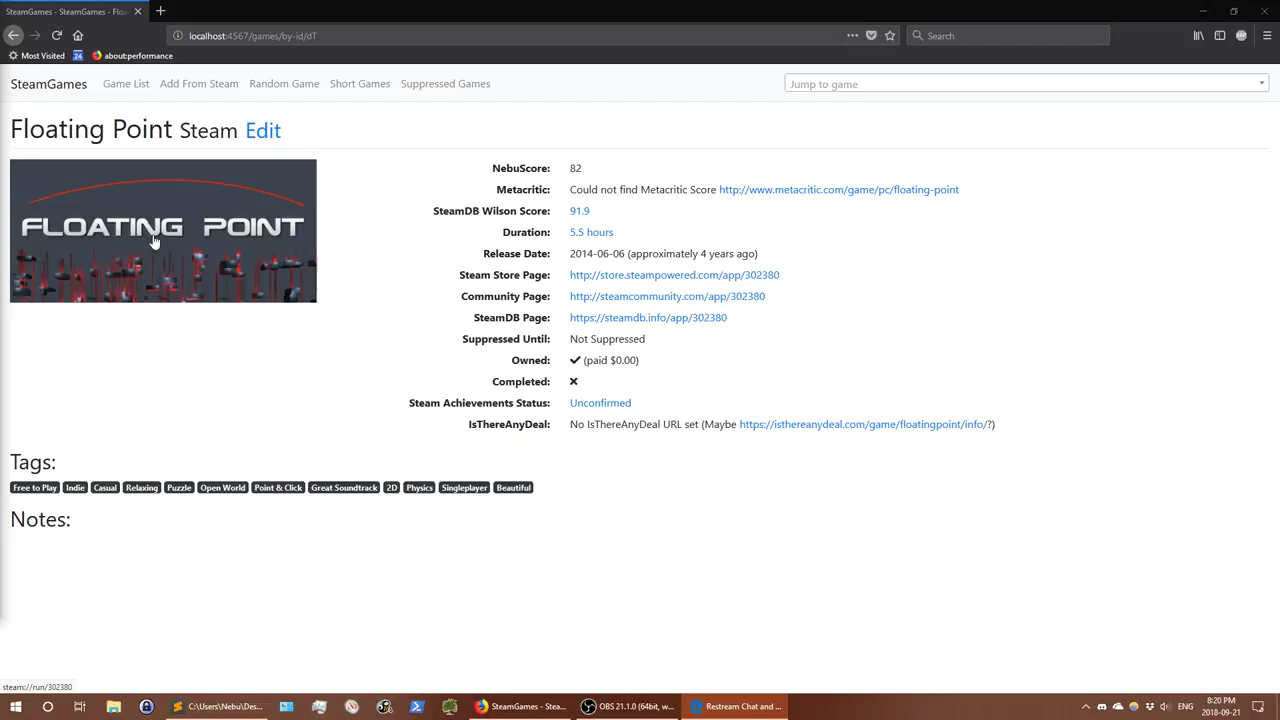 SteamGames - SteamGames - Floa
localhost:4567/games/by-id/dT
Search
Most Visited
24
about:performance
SteamGames Game List Add From Steam Random Game Short Games Suppressed Games Jump to game
Floating Point Steam Edit
FLOATING POINT
NebuScore: 82
Metacritic: Could not find Metacritic Score http://www.metacritic.com/game/pc/floating-point
SteamDB Wilson Score: 91.9
Duration: 5.5 hours
Release Date: 2014-06-06 (approximately 4 years ago)
Steam Store Page: http://store.steampowered.com/app/302380
Community Page: http://steamcommunity.com/app/302380
SteamDB Page: https://steamdb.info/app/302380
Suppressed Until: Not Suppressed
Owned: ✔ (paid $0.00)
Completed: ✖
Steam Achievements Status: Unconfirmed
IsThereAnyDeal: No IsThereAnyDeal URL set (Maybe https://isthereanydeal.com/game/floatingpoint/info/?)
Tags:
Free to Play Indie Casual Relaxing Puzzle Open World Point & Click Great Soundtrack 2D Physics Singleplayer Beautiful
Notes:
steam://run/302380
C:\Users\Nebu\Des... SteamGames - Stea... OBS 21.1.0 (64bit, w... Restream Chat and ...
8:20 PM
2018-09-21